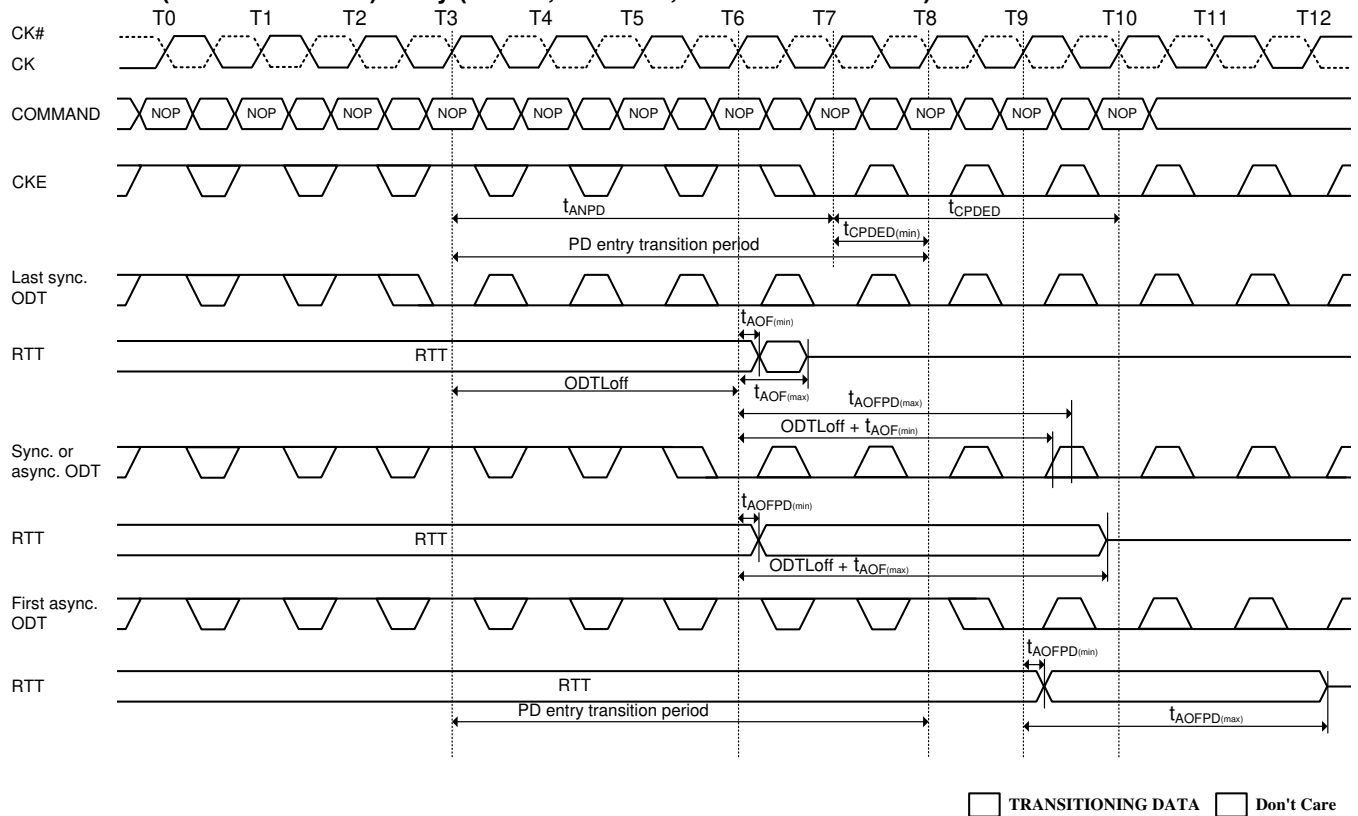 T0 T1 T2 T3 T4 T5 T6 T7 T8 T9 T10 T11 T12
CK#
CK
COMMAND NOP NOP NOP NOP NOP NOP NOP NOP NOP NOP NOP
CKE
tANPD tCPDED
tCPDED(min)
PD entry transition period
Last sync.
ODT
tAOF(min)
RTT RTT
ODTLoff tAOF(max)
tAOFPD(max)
ODTLoff + tAOF(min)
Sync. or
async. ODT
tAOFPD(min)
RTT RTT
ODTLoff + tAOF(max)
First async.
ODT
tAOFPD(min)
RTT RTT
PD entry transition period
tAOFPD(max)
TRANSITIONING DATA Don't Care